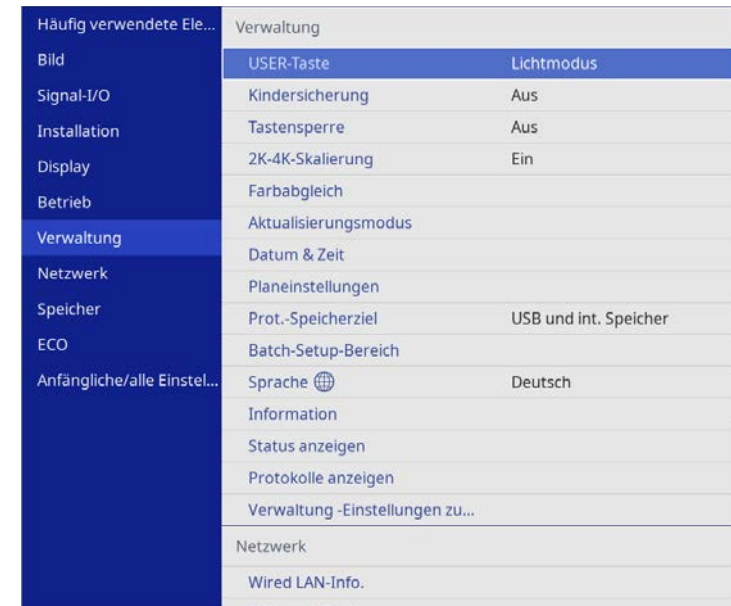 Häufig verwendete Ele...
Bild
Signal-I/O
Installation
Display
Betrieb
Verwaltung
Netzwerk
Speicher
ECO
Anfängliche/alle Einstel...
Verwaltung
USER-Taste Lichtmodus
Kindersicherung Aus
Tastensperre Aus
2K-4K-Skalierung Ein
Farbabgleich
Aktualisierungsmodus
Datum & Zeit
Planeinstellungen
Prot.-Speicherziel USB und int. Speicher
Batch-Setup-Bereich
Sprache Deutsch
Information
Status anzeigen
Protokolle anzeigen
Verwaltung -Einstellungen zu...
Netzwerk
Wired LAN-Info.